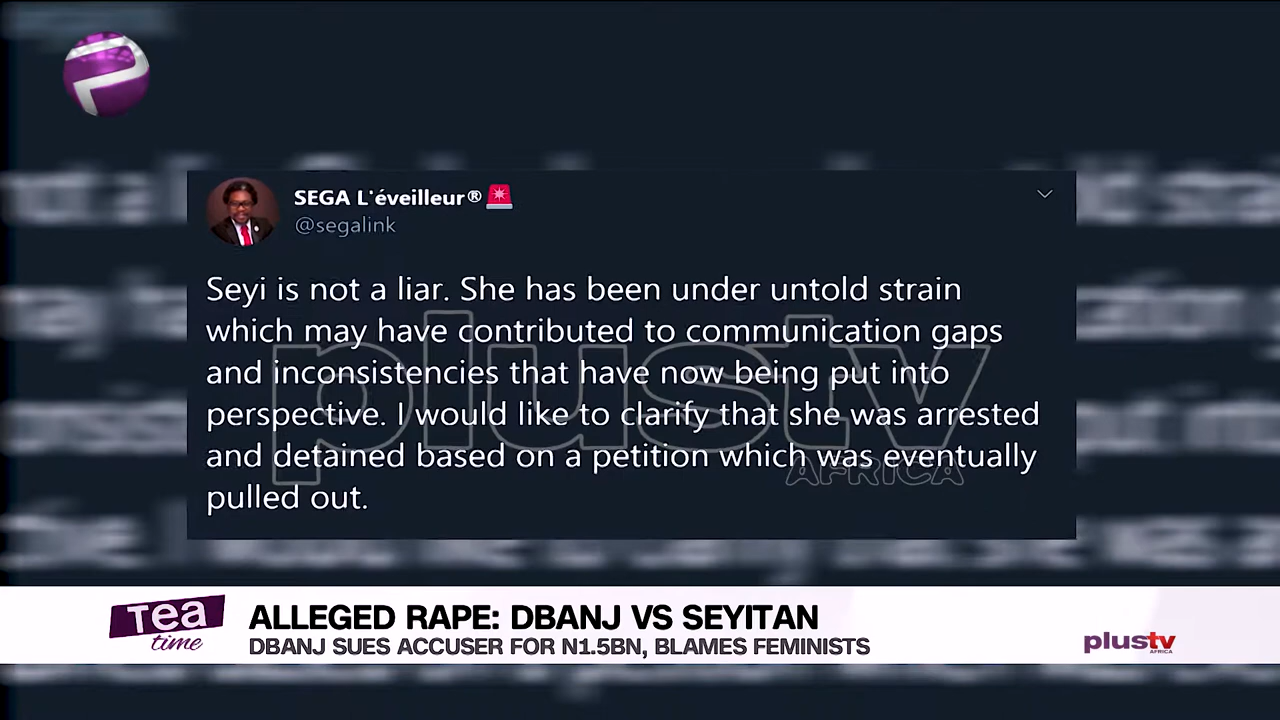 SEGA L'éveilleur®
@segalink
Seyi is not a liar. She has been under untold strain
which may have contributed to communication gaps
and inconsistencies that have now being put into
perspective. I would like to clarify that she was arrested
and detained based on a petition which was eventually
pulled out.
plustv
AFRICA
Tea
time
ALLEGED RAPE: DBANJ VS SEYITAN
DBANJ SUES ACCUSER FOR N1.5BN, BLAMES FEMINISTS
plustv
AFRICA